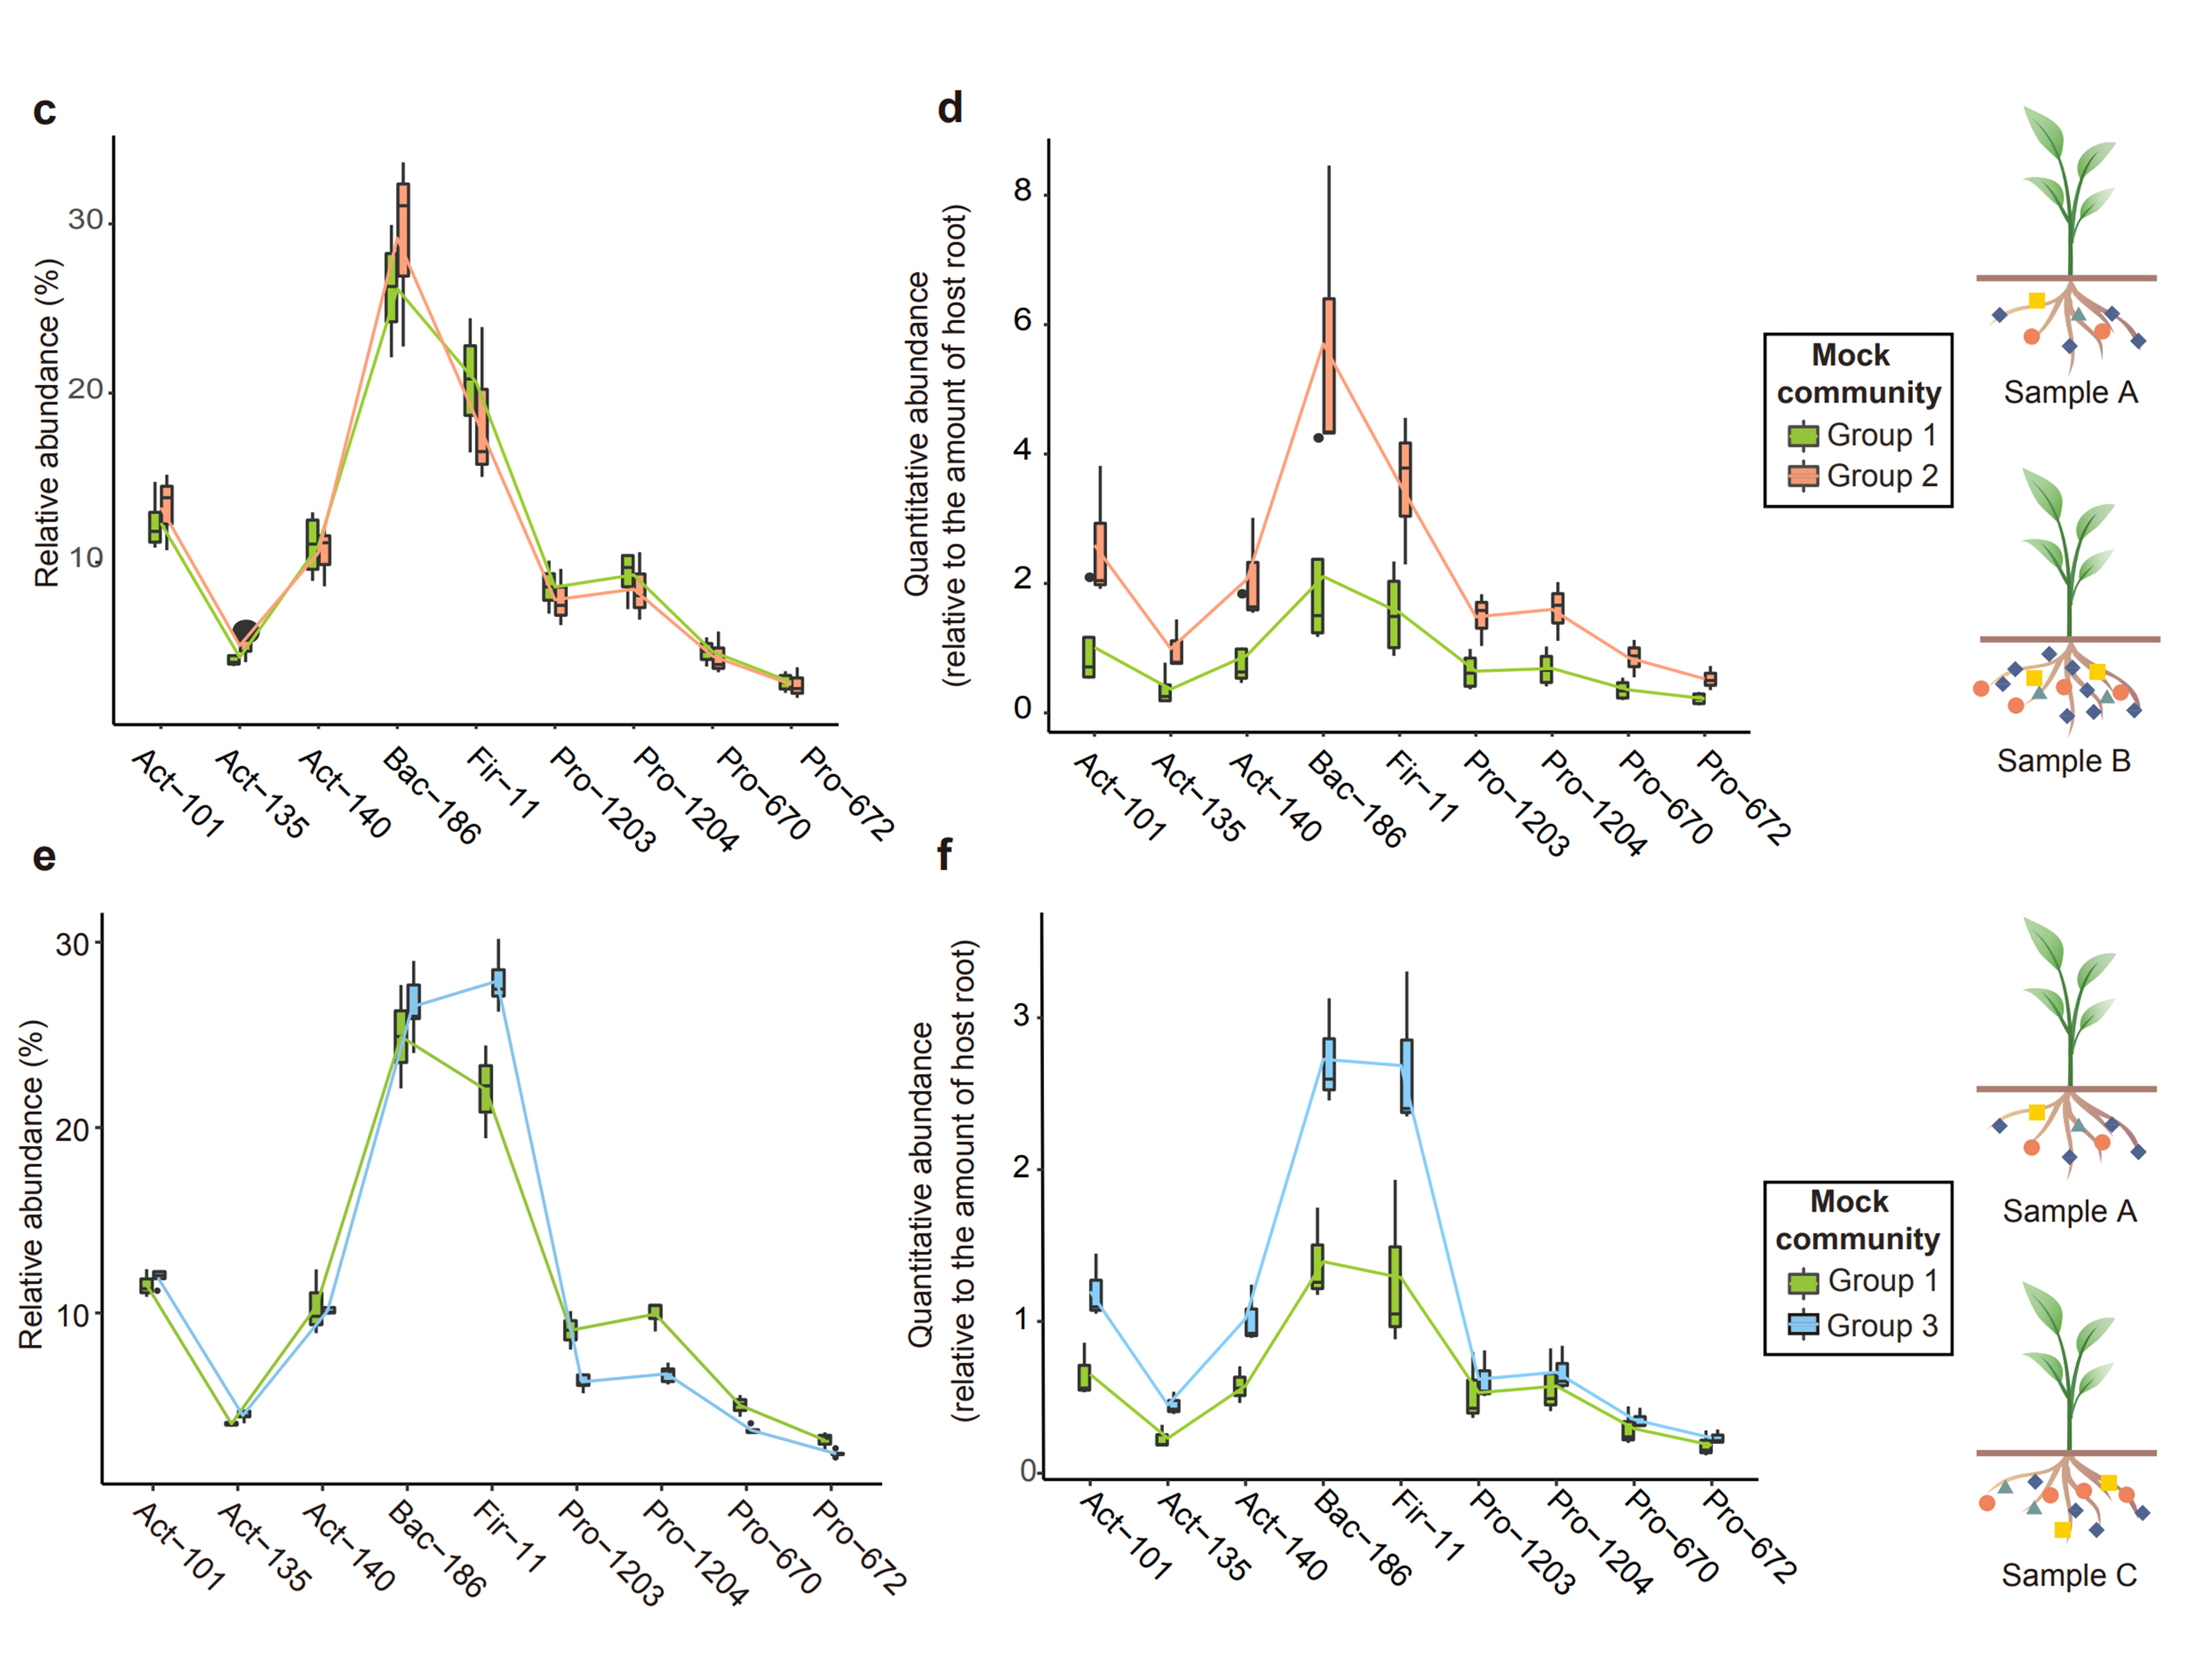 c
Relative abundance (%)
30
20
10
Act−101
Act−135
Act−140
Bac−186
Fir−11
Pro−1203
Pro−1204
Pro−670
Pro−672
d
Quantitative abundance
(relative to the amount of host root)
8
6
4
2
0
Act−101
Act−135
Act−140
Bac−186
Fir−11
Pro−1203
Pro−1204
Pro−670
Pro−672
Mock
community
Group 1
Group 2
Sample A
Sample B
e
Relative abundance (%)
30
20
10
Act−101
Act−135
Act−140
Bac−186
Fir−11
Pro−1203
Pro−1204
Pro−670
Pro−672
f
Quantitative abundance
(relative to the amount of host root)
3
2
1
0
Act−101
Act−135
Act−140
Bac−186
Fir−11
Pro−1203
Pro−1204
Pro−670
Pro−672
Mock
community
Group 1
Group 3
Sample A
Sample C